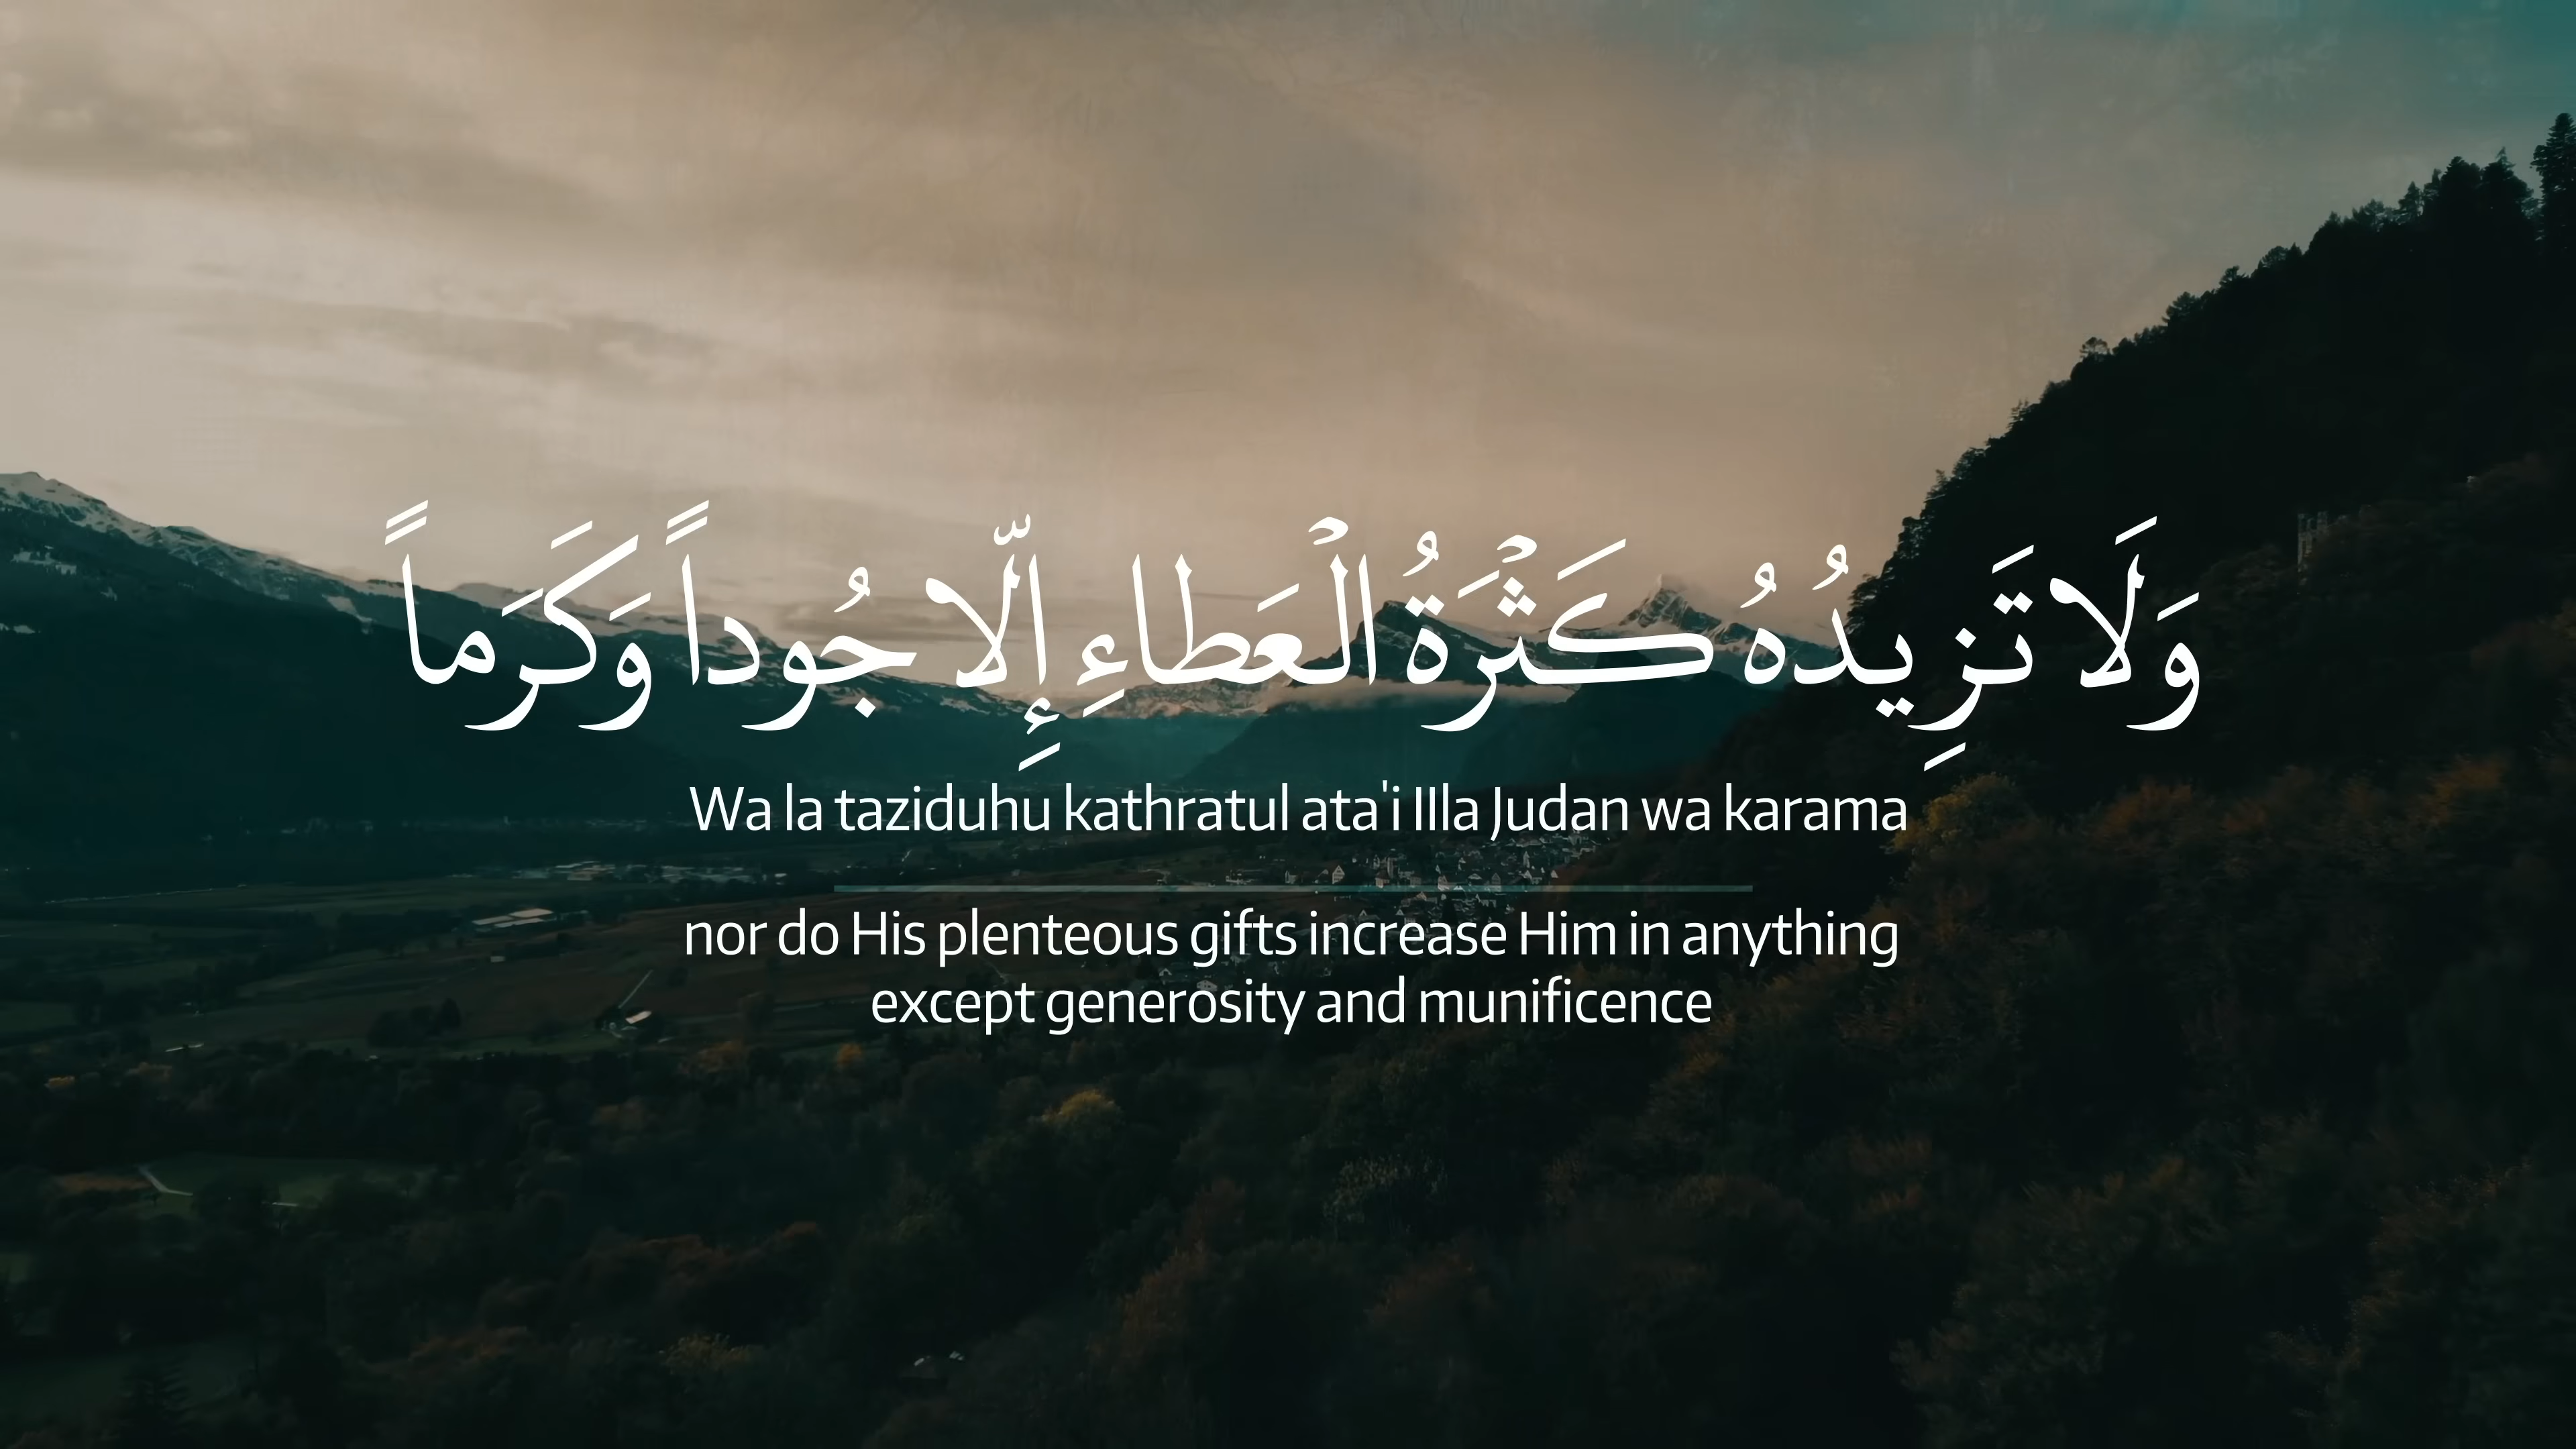 وَلَا تَزِيدُهُ كَثْرَةُ الْعَطاءِ إِلّا جُوداً وَكَرَماً
Wa la taziduhu kathratul ata'i IIla Judan wa karama
nor do His plenteous gifts increase Him in anything
except generosity and munificence